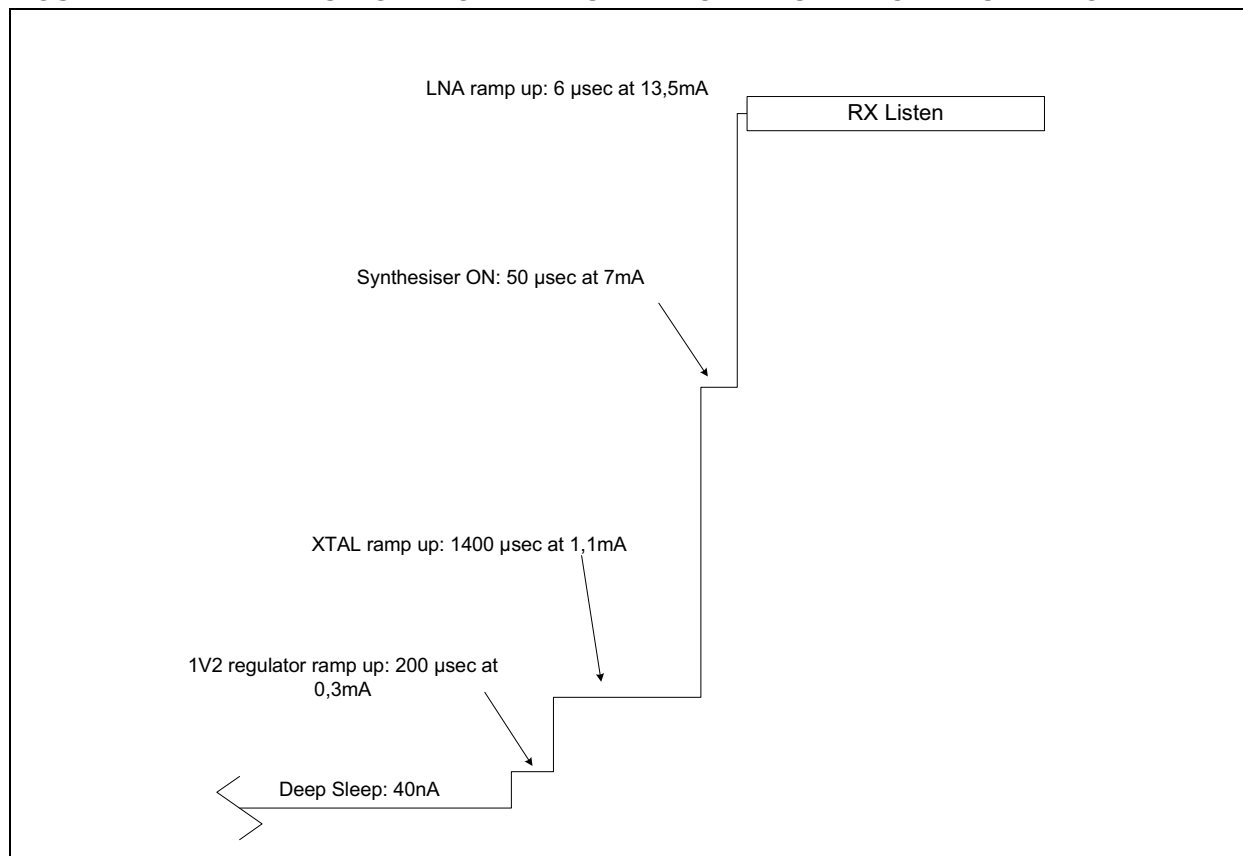 LNA ramp up: 6 µsec at 13,5mA
RX Listen
Synthesiser ON: 50 µsec at 7mA
XTAL ramp up: 1400 µsec at 1,1mA
1V2 regulator ramp up: 200 µsec at
0,3mA
Deep Sleep: 40nA